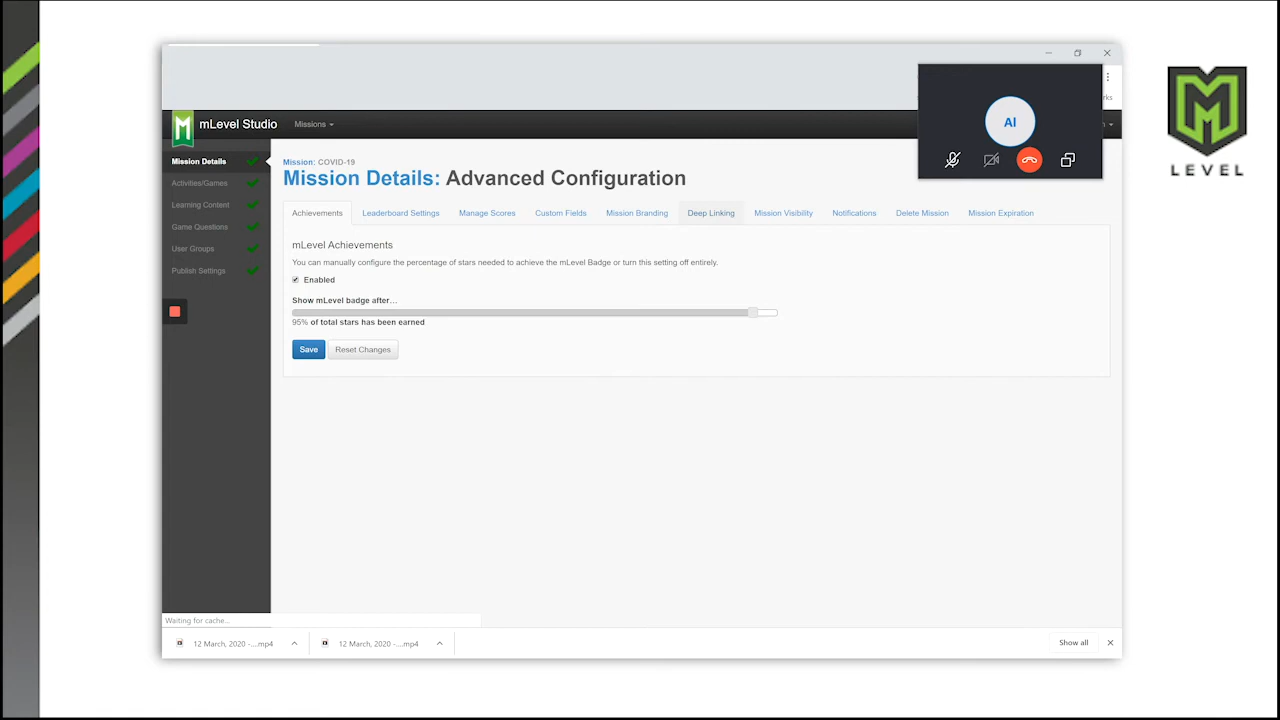 AI
rks
M
LEVEL
M
mLevel Studio
Missions
Mission Details
Activities/Games
Learning Content
Game Questions
User Groups
Publish Settings
Mission: COVID-19
Mission Details: Advanced Configuration
Achievements Leaderboard Settings Manage Scores Custom Fields Mission Branding Deep Linking Mission Visibility Notifications Delete Mission Mission Expiration
mLevel Achievements
You can manually configure the percentage of stars needed to achieve the mLevel Badge or turn this setting off entirely.
Enabled
Show mLevel badge after...
95% of total stars has been earned
Save Reset Changes
Waiting for cache...
12 March, 2020 -....mp4 12 March, 2020 -....mp4 Show all